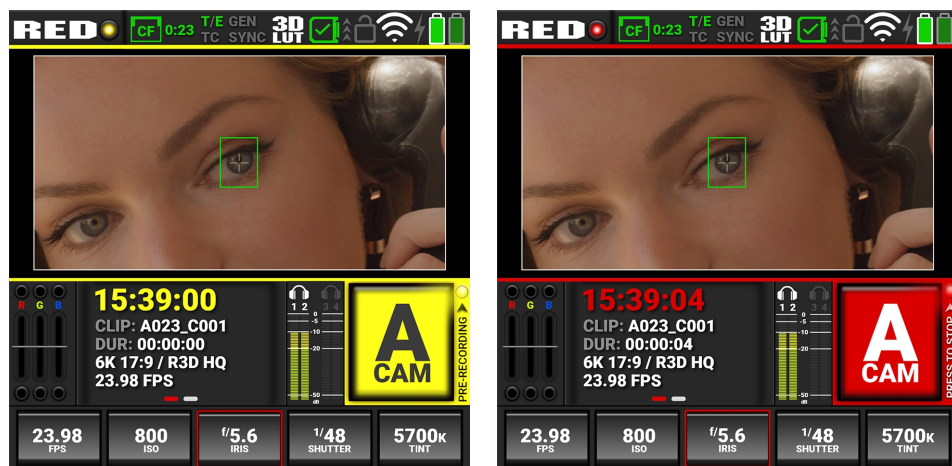 RED CF 0:23 T/E GEN 3D
TC SYNC LUT
R G B
15:39:00
CLIP: A023_C001
DUR: 00:00:00
6K 17:9 / R3D HQ
23.98 FPS
1 2 3 4
0
-5
-10
-20
-50
dB
A
CAM
PRE-RECORDING
23.98
FPS
800
ISO
f/5.6
IRIS
1/48
SHUTTER
5700K
TINT
RED CF 0:23 T/E GEN 3D
TC SYNC LUT
R G B
15:39:04
CLIP: A023_C001
DUR: 00:00:04
6K 17:9 / R3D HQ
23.98 FPS
1 2 3 4
0
-5
-10
-20
-50
dB
A
CAM
PRESS TO STOP
23.98
FPS
800
ISO
f/5.6
IRIS
1/48
SHUTTER
5700K
TINT